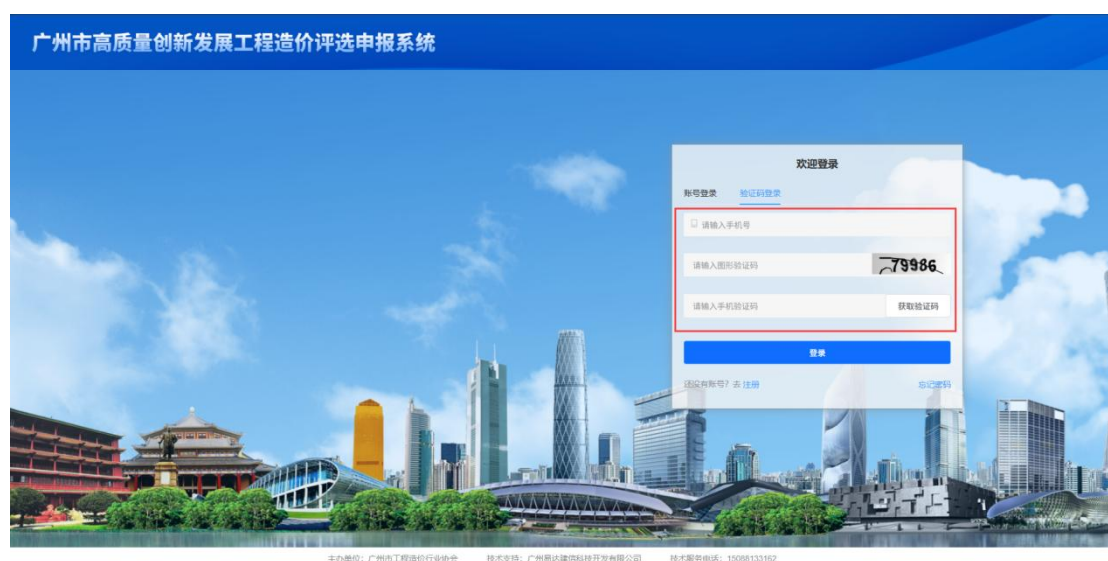 广州市高质量创新发展工程造价评选申报系统
欢迎登录
账号登录 验证码登录
请输入手机号
请输入图形验证码 79986
请输入手机验证码 获取验证码
登录
还没有账号？去 注册 忘记密码
主办单位：广州市工程造价行业协会 技术支持：广州易达建信科技开发有限公司 技术服务电话：15088133162